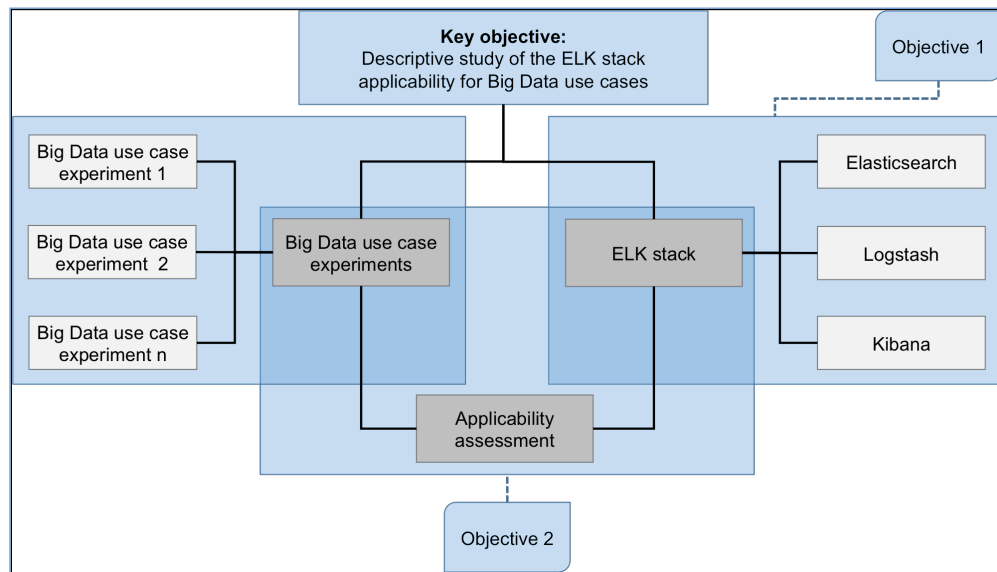 Key objective:
Descriptive study of the ELK stack
applicability for Big Data use cases
Objective 1
Big Data use case
experiment 1
Big Data use case
experiment 2
Big Data use case
experiment n
Big Data use case
experiments
ELK stack
Elasticsearch
Logstash
Kibana
Applicability
assessment
Objective 2